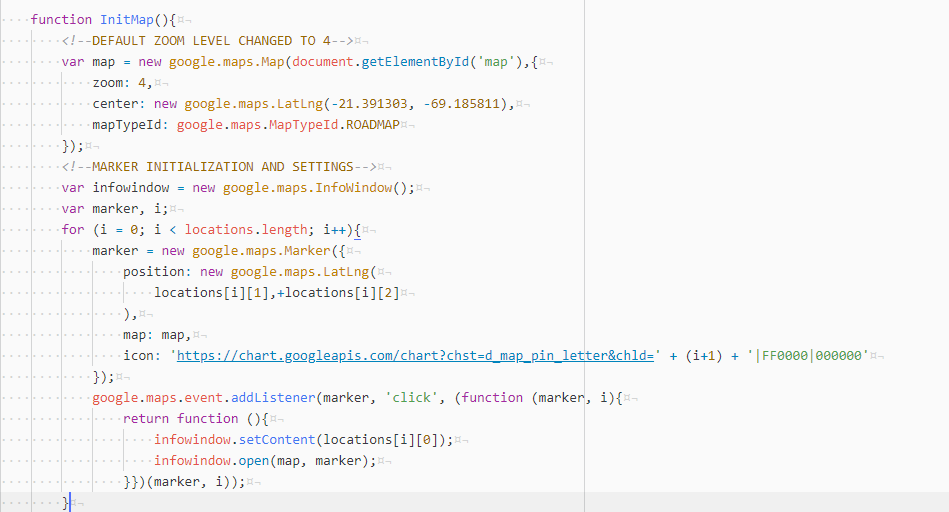 function InitMap(){
<!--DEFAULT ZOOM LEVEL CHANGED TO 4-->
var map = new google.maps.Map(document.getElementById('map'),{
zoom: 4,
center: new google.maps.LatLng(-21.391303, -69.185811),
mapTypeId: google.maps.MapTypeId.ROADMAP
});
<!--MARKER INITIALIZATION AND SETTINGS-->
var infowindow = new google.maps.InfoWindow();
var marker, i;
for (i = 0; i < locations.length; i++){
marker = new google.maps.Marker({
position: new google.maps.LatLng(
locations[i][1],+locations[i][2]
),
map: map,
icon: 'https://chart.googleapis.com/chart?chst=d_map_pin_letter&chld=' + (i+1) + '|FF0000|000000'
});
google.maps.event.addListener(marker, 'click', (function (marker, i){
return function (){
infowindow.setContent(locations[i][0]);
infowindow.open(map, marker);
}})(marker, i));
}